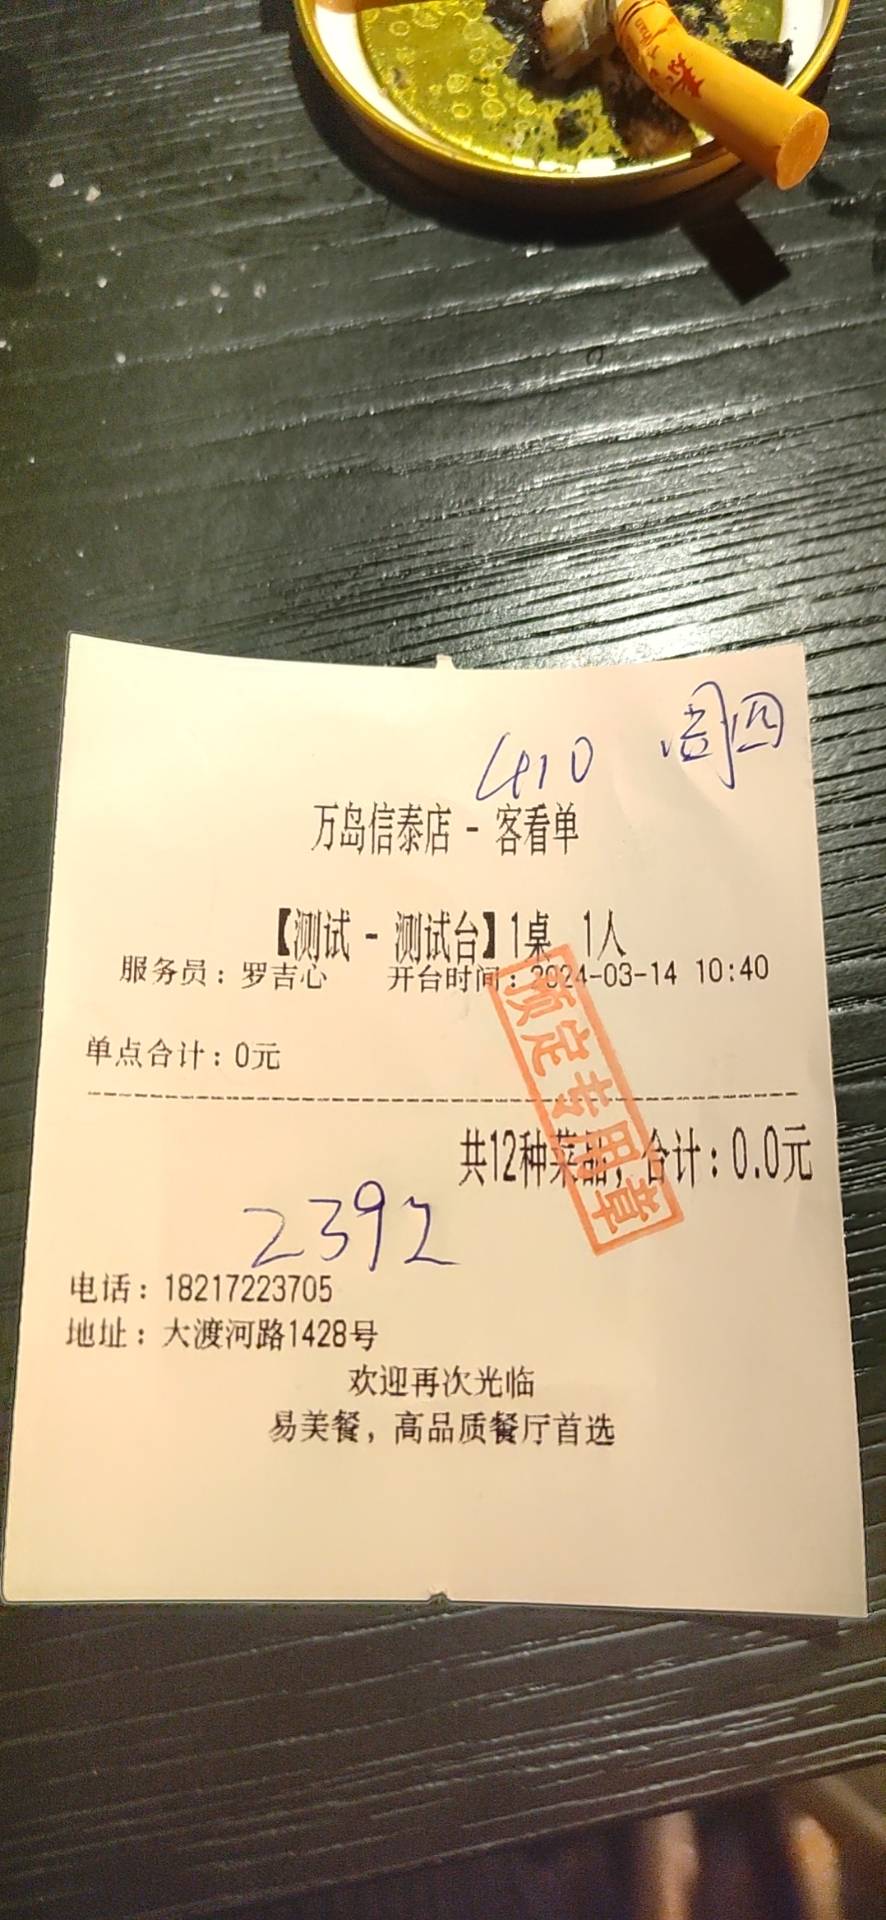 410 周四
万岛信泰店 - 客看单
【测试 - 测试台】1桌 1人
服务员：罗吉心 开台时间：2024-03-14 10:40
单点合计：0元
预定专用章
共12种菜品，合计：0.0元
2392
电话：18217223705
地址：大渡河路1428号
欢迎再次光临
易美餐，高品质餐厅首选